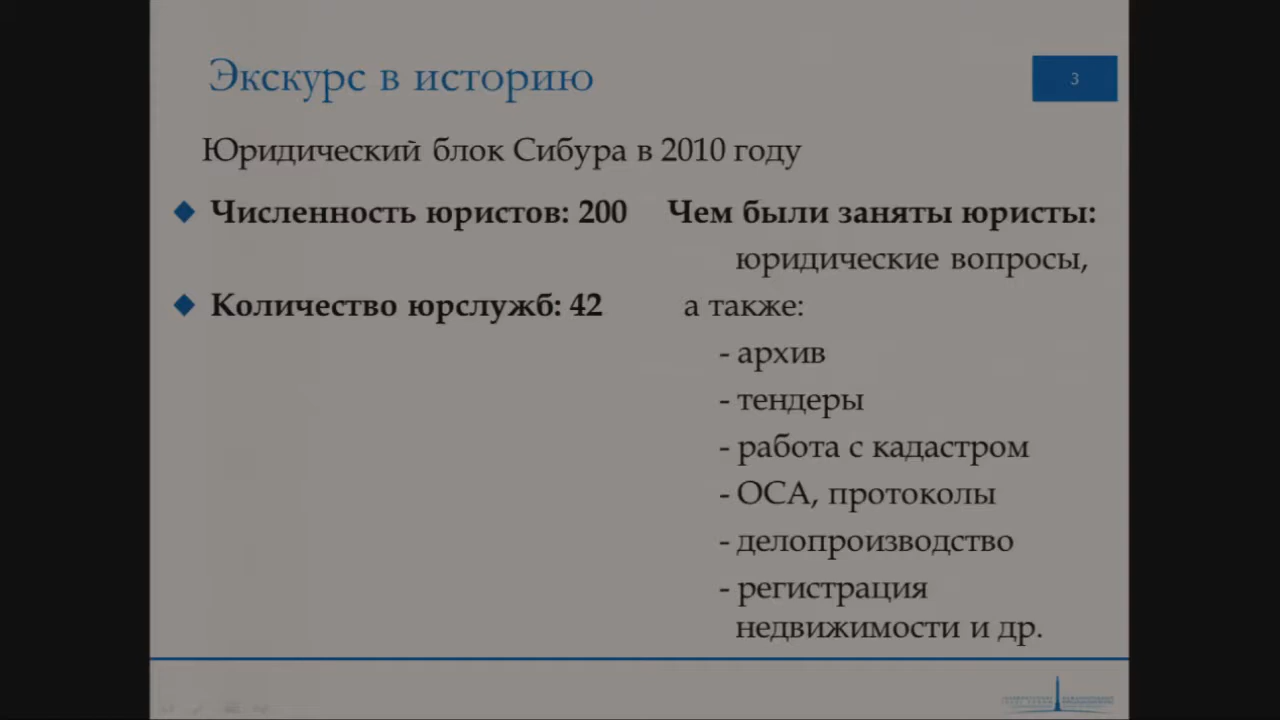 Экскурс в историю
3
Юридический блок Сибура в 2010 году
Численность юристов: 200
Количество юрслужб: 42
Чем были заняты юристы:
юридические вопросы,
а также:
- архив
- тендеры
- работа с кадастром
- ОСА, протоколы
- делопроизводство
- регистрация
недвижимости и др.